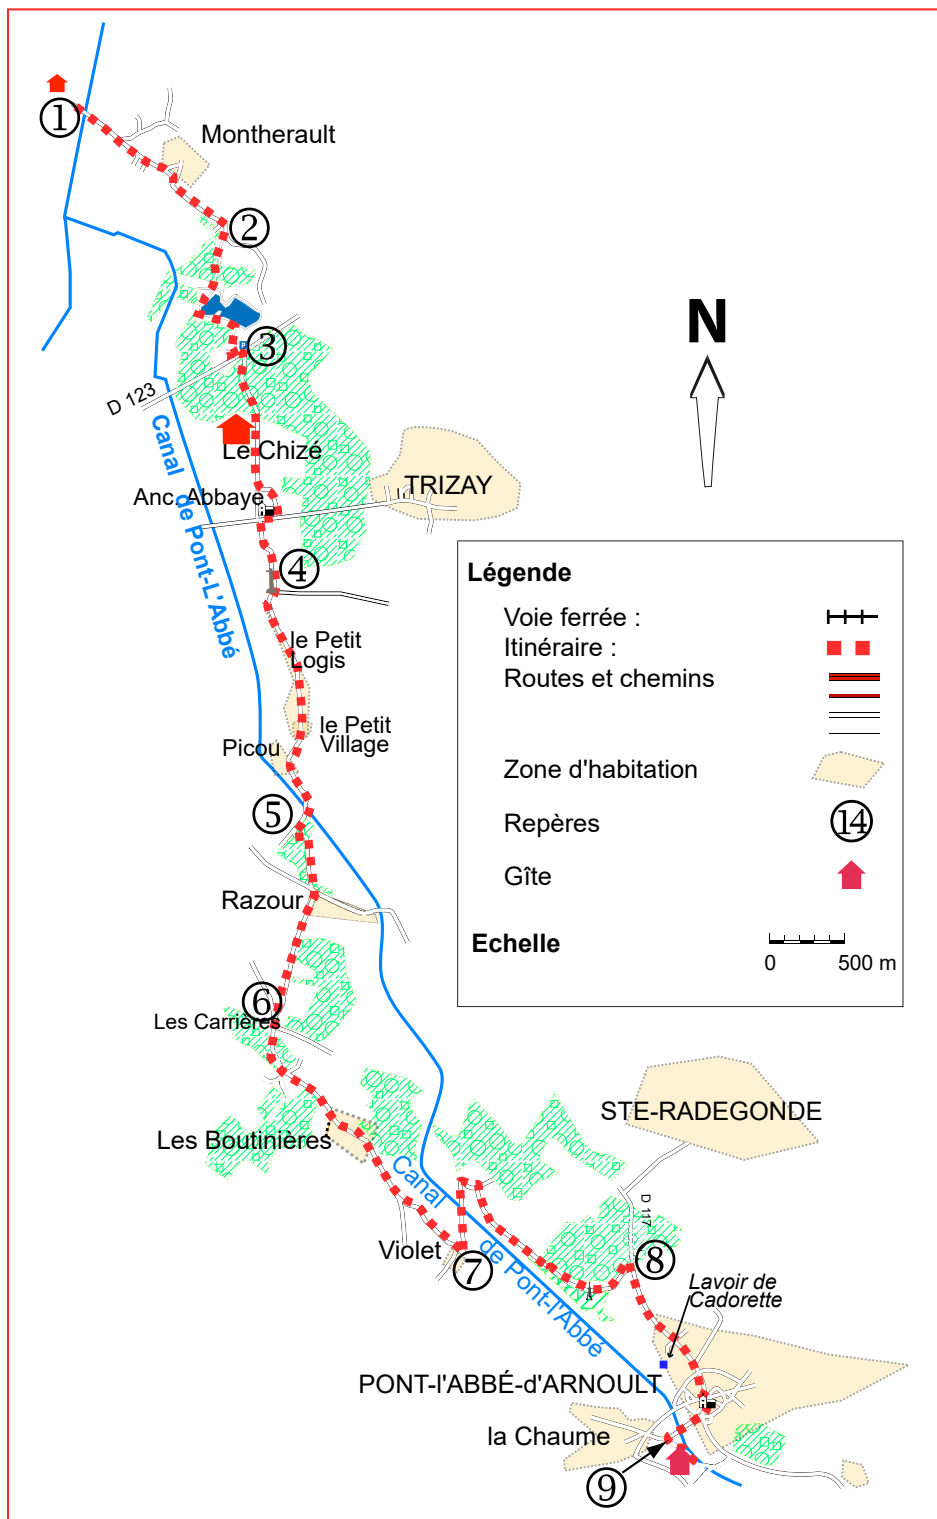 ①
Montherault
②
③
P
D 123
Le Chizé
Canal de Pont-L'Abbé
Anc. Abbaye
TRIZAY
④
le Petit
Logis
le Petit
Village
Picou
⑤
Razour
⑥
Les Carrières
Les Boutinières
Canal de Pont-l'Abbé
Violet
⑦
STE-RADEGONDE
D 117
⑧
Lavoir de
Cadorette
PONT-l'ABBÉ-d'ARNOULT
la Chaume
⑨
N
Légende
Voie ferrée :
Itinéraire :
Routes et chemins
Zone d'habitation
Repères ⑭
Gîte
Echelle
0 500 m